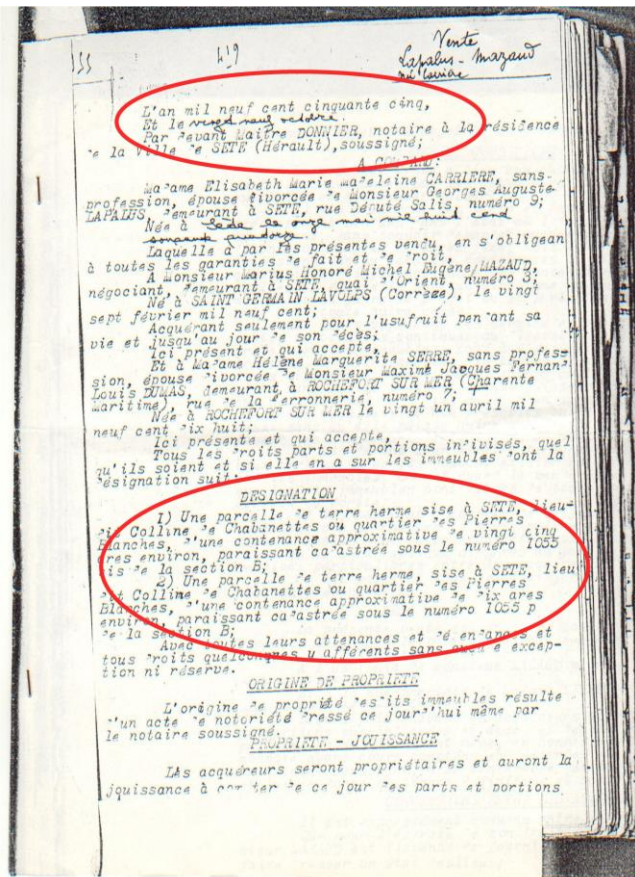 419
Vente
Lapalus - Mazaud
L'an mil neuf cent cinquante cinq,
Et le vingt neuf octobre.
Par devant Maitre DONNIER, notaire à la résidence
de la Ville de SETE (Hérault),soussigné;
A COMPARU:
Madame Elisabeth Marie Madeleine CARRIERE, sans-
profession, épouse divorcée de Monsieur Georges Auguste
LAPALUS, demeurant à SETE, rue Député Salis, numéro 9;
Née à Sète le onze mai mil huit cent
Laquelle a par les présentes vendu, en s'obligean
à toutes les garanties de fait et de droit,
A Monsieur Marius Honoré Michel Eugène MAZAUD,
négociant, demeurant à SETE, quai d'Orient, numéro 3;
Né à SAINT GERMAIN LAVOLPS (Corrèze), le vingt
sept février mil neuf cent;
Acquérant seulement pour l'usufruit pendant sa
vie et jusqu'au jour de son décès;
Ici présent et qui accepte,
Et à Madame Hélène Marguerite SERRE, sans profess-
sion, épouse divorcée de Monsieur Maxime Jacques Fernand
Louis DUMAS, demeurant à ROCHEFORT SUR MER (Charente
Maritime), rue de la Ferronnerie, numéro 7;
Née à ROCHEFORT SUR MER le vingt un avril mil
neuf cent dix huit;
Ici présente et qui accepte,
Tous les droits parts et portions indivisés, quel
qu'ils soient et si elle en a sur les immeubles dont la
désignation suit:
DESIGNATION
1) Une parcelle de terre herme sise à SETE, lieu-
dit Colline de Chabanettes ou quartier des Pierres
Blanches, d'une contenance approximative de vingt cinq
ares environ, paraissant cadastrée sous le numéro 1055
bis de la section B;
2) Une parcelle de terre herme, sise à SETE, lieu
dit Colline de Chabanettes ou quartier des Pierres
Blanches, d'une contenance approximative de dix ares
environ, paraissant cadastrée sous le numéro 1055 p
de la section B;
Avec toutes leurs attenances et dépendances et
tous droits quelconques y afférents sans aucune excep-
tion ni réserve.
ORIGINE DE PROPRIETE
L'origine de propriété desdits immeubles résulte
d'un acte de notoriété dressé ce jourd'hui même par
le notaire soussigné.
PROPRIETE - JOUISSANCE
Les acquéreurs seront propriétaires et auront la
jouissance à compter de ce jour des parts et portions